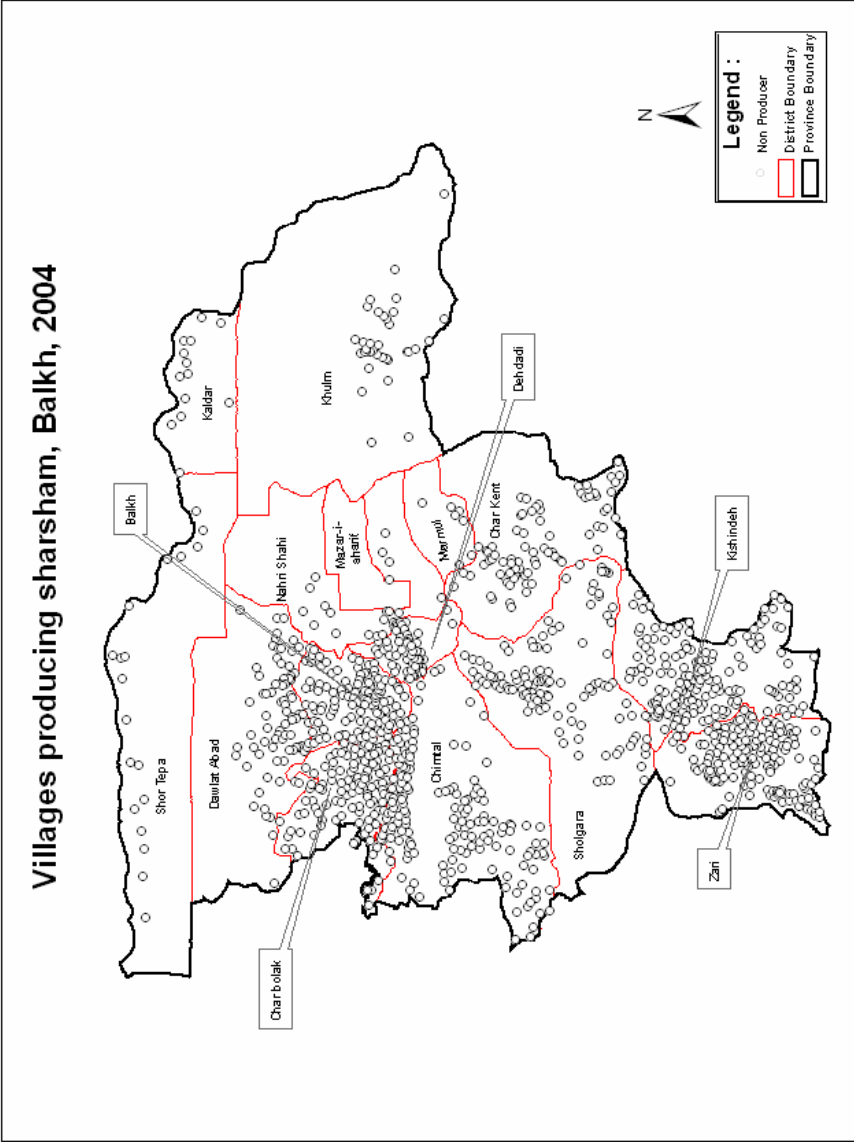 Villages producing sharsham, Balkh, 2004
Balkh
Kaldar
Shor Tepa
Khulm
Dawlat Abad
Nahri Shahi
Mazar-i-
sharif
Charbolak
Marmul
Dehdadi
Char Kent
Chimtal
Sholgara
Kishindeh
Zari
N
Legend :
Non Producer
District Boundary
Province Boundary